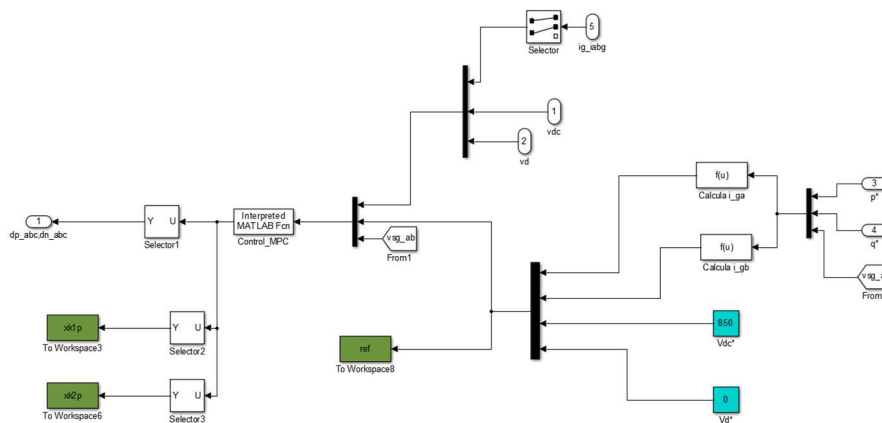 5
Selector
ig_iabg
1
vdc
2
vd
f(u)
Calcula i_ga
3
p*
4
q*
f(u)
Calcula i_gb
vsg_a
From
1
dp_abc,dn_abc
Y U
Selector1
Interpreted
MATLAB Fcn
Control_MPC
vsg_ab
From1
xk1p
To Workspace3
Y U
Selector2
ref
To Workspace8
850
Vdc*
xk2p
To Workspace6
Y U
Selector3
0
Vd*